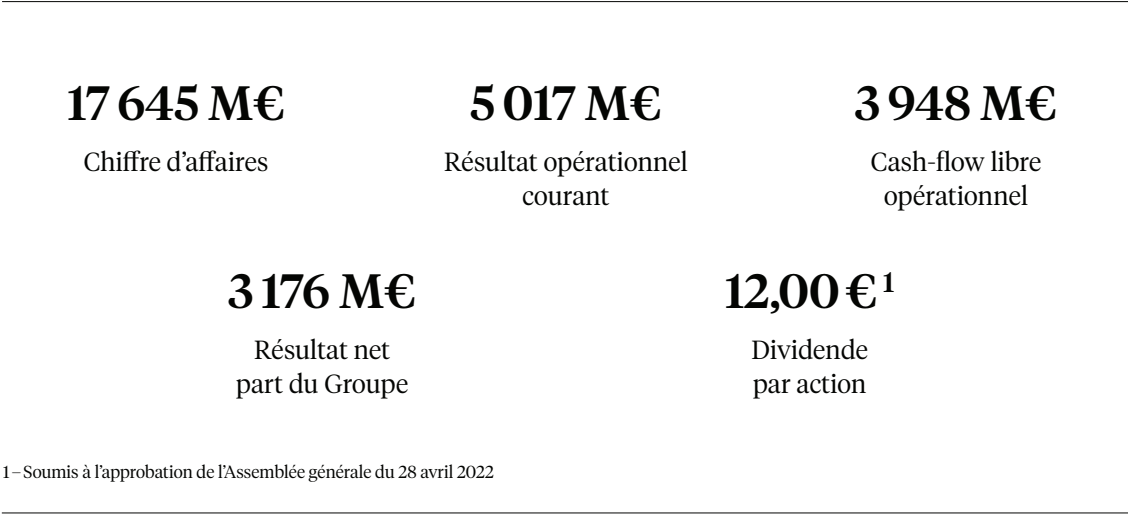 17 645 M€
Chiffre d’affaires
5 017 M€
Résultat opérationnel
courant
3 948 M€
Cash-flow libre
opérationnel
3 176 M€
Résultat net
part du Groupe
12,00 €¹
Dividende
par action
1 – Soumis à l’approbation de l’Assemblée générale du 28 avril 2022